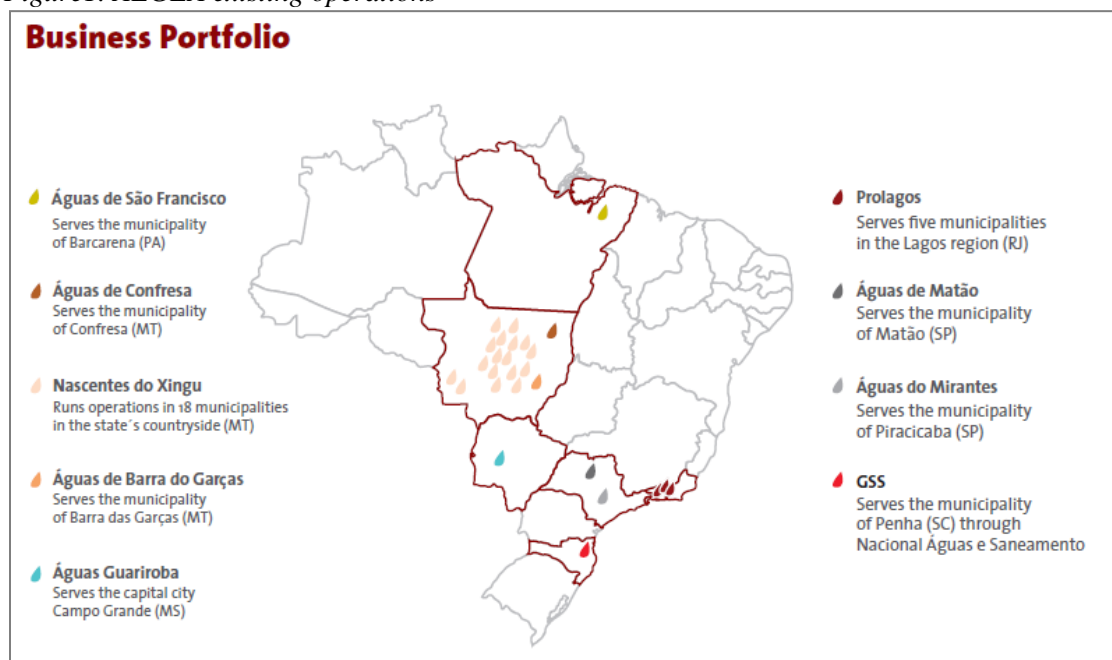 Figure1: AEGEA existing operations
Business Portfolio
Águas de São Francisco
Serves the municipality
of Barcarena (PA)
Águas de Confresa
Serves the municipality
of Confresa (MT)
Nascentes do Xingu
Runs operations in 18 municipalities
in the state´s countryside (MT)
Águas de Barra do Garças
Serves the municipality
of Barra das Garças (MT)
Águas Guariroba
Serves the capital city
Campo Grande (MS)
Prolagos
Serves five municipalities
in the Lagos region (RJ)
Águas de Matão
Serves the municipality
of Matão (SP)
Águas do Mirantes
Serves the municipality
of Piracicaba (SP)
GSS
Serves the municipality
of Penha (SC) through
Nacional Águas e Saneamento